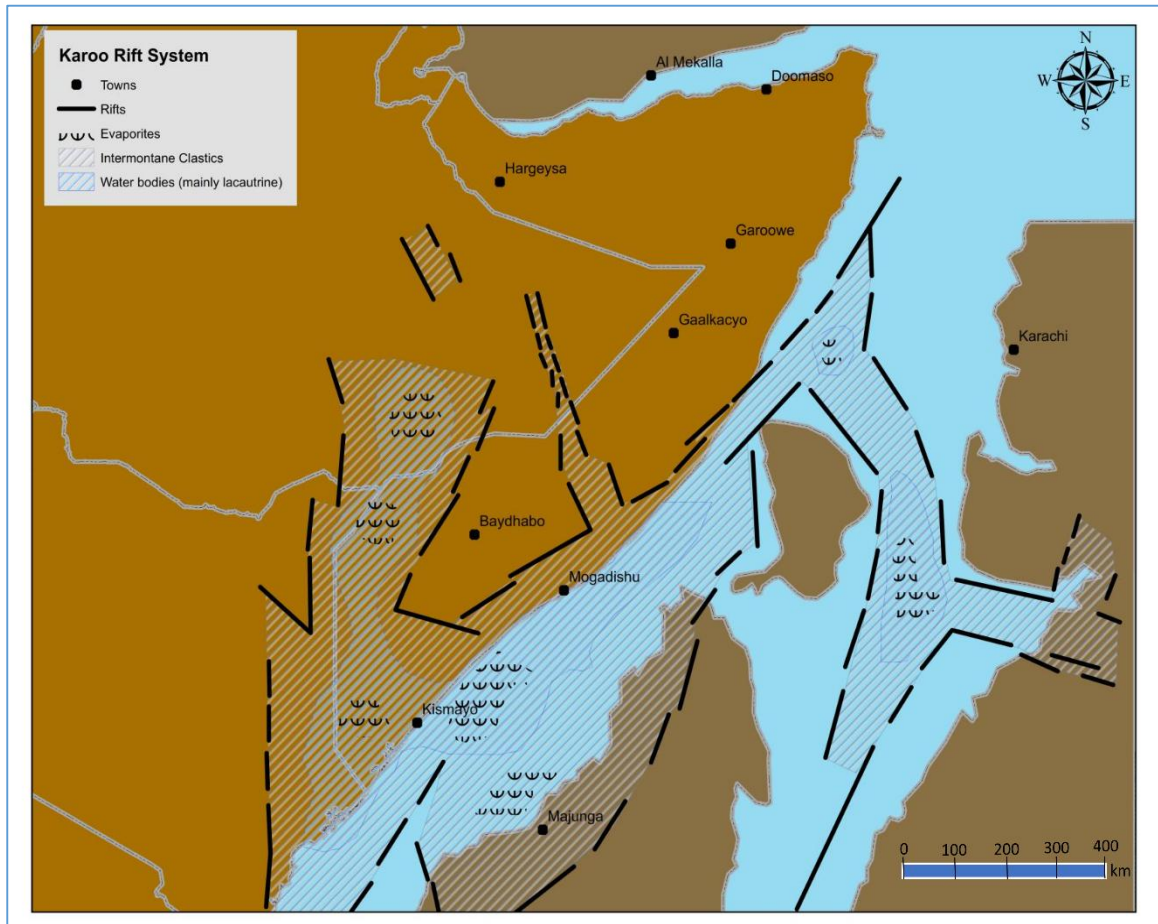 Karoo Rift System
Towns
Rifts
Evaporites
Intermontane Clastics
Water bodies (mainly lacautrine)
Al Mekalla
Doomaso
N
W E
S
Hargeysa
Garoowe
Gaalkacyo
Karachi
Baydhabo
Mogadishu
Kismayo
Majunga
0 100 200 300 400
km